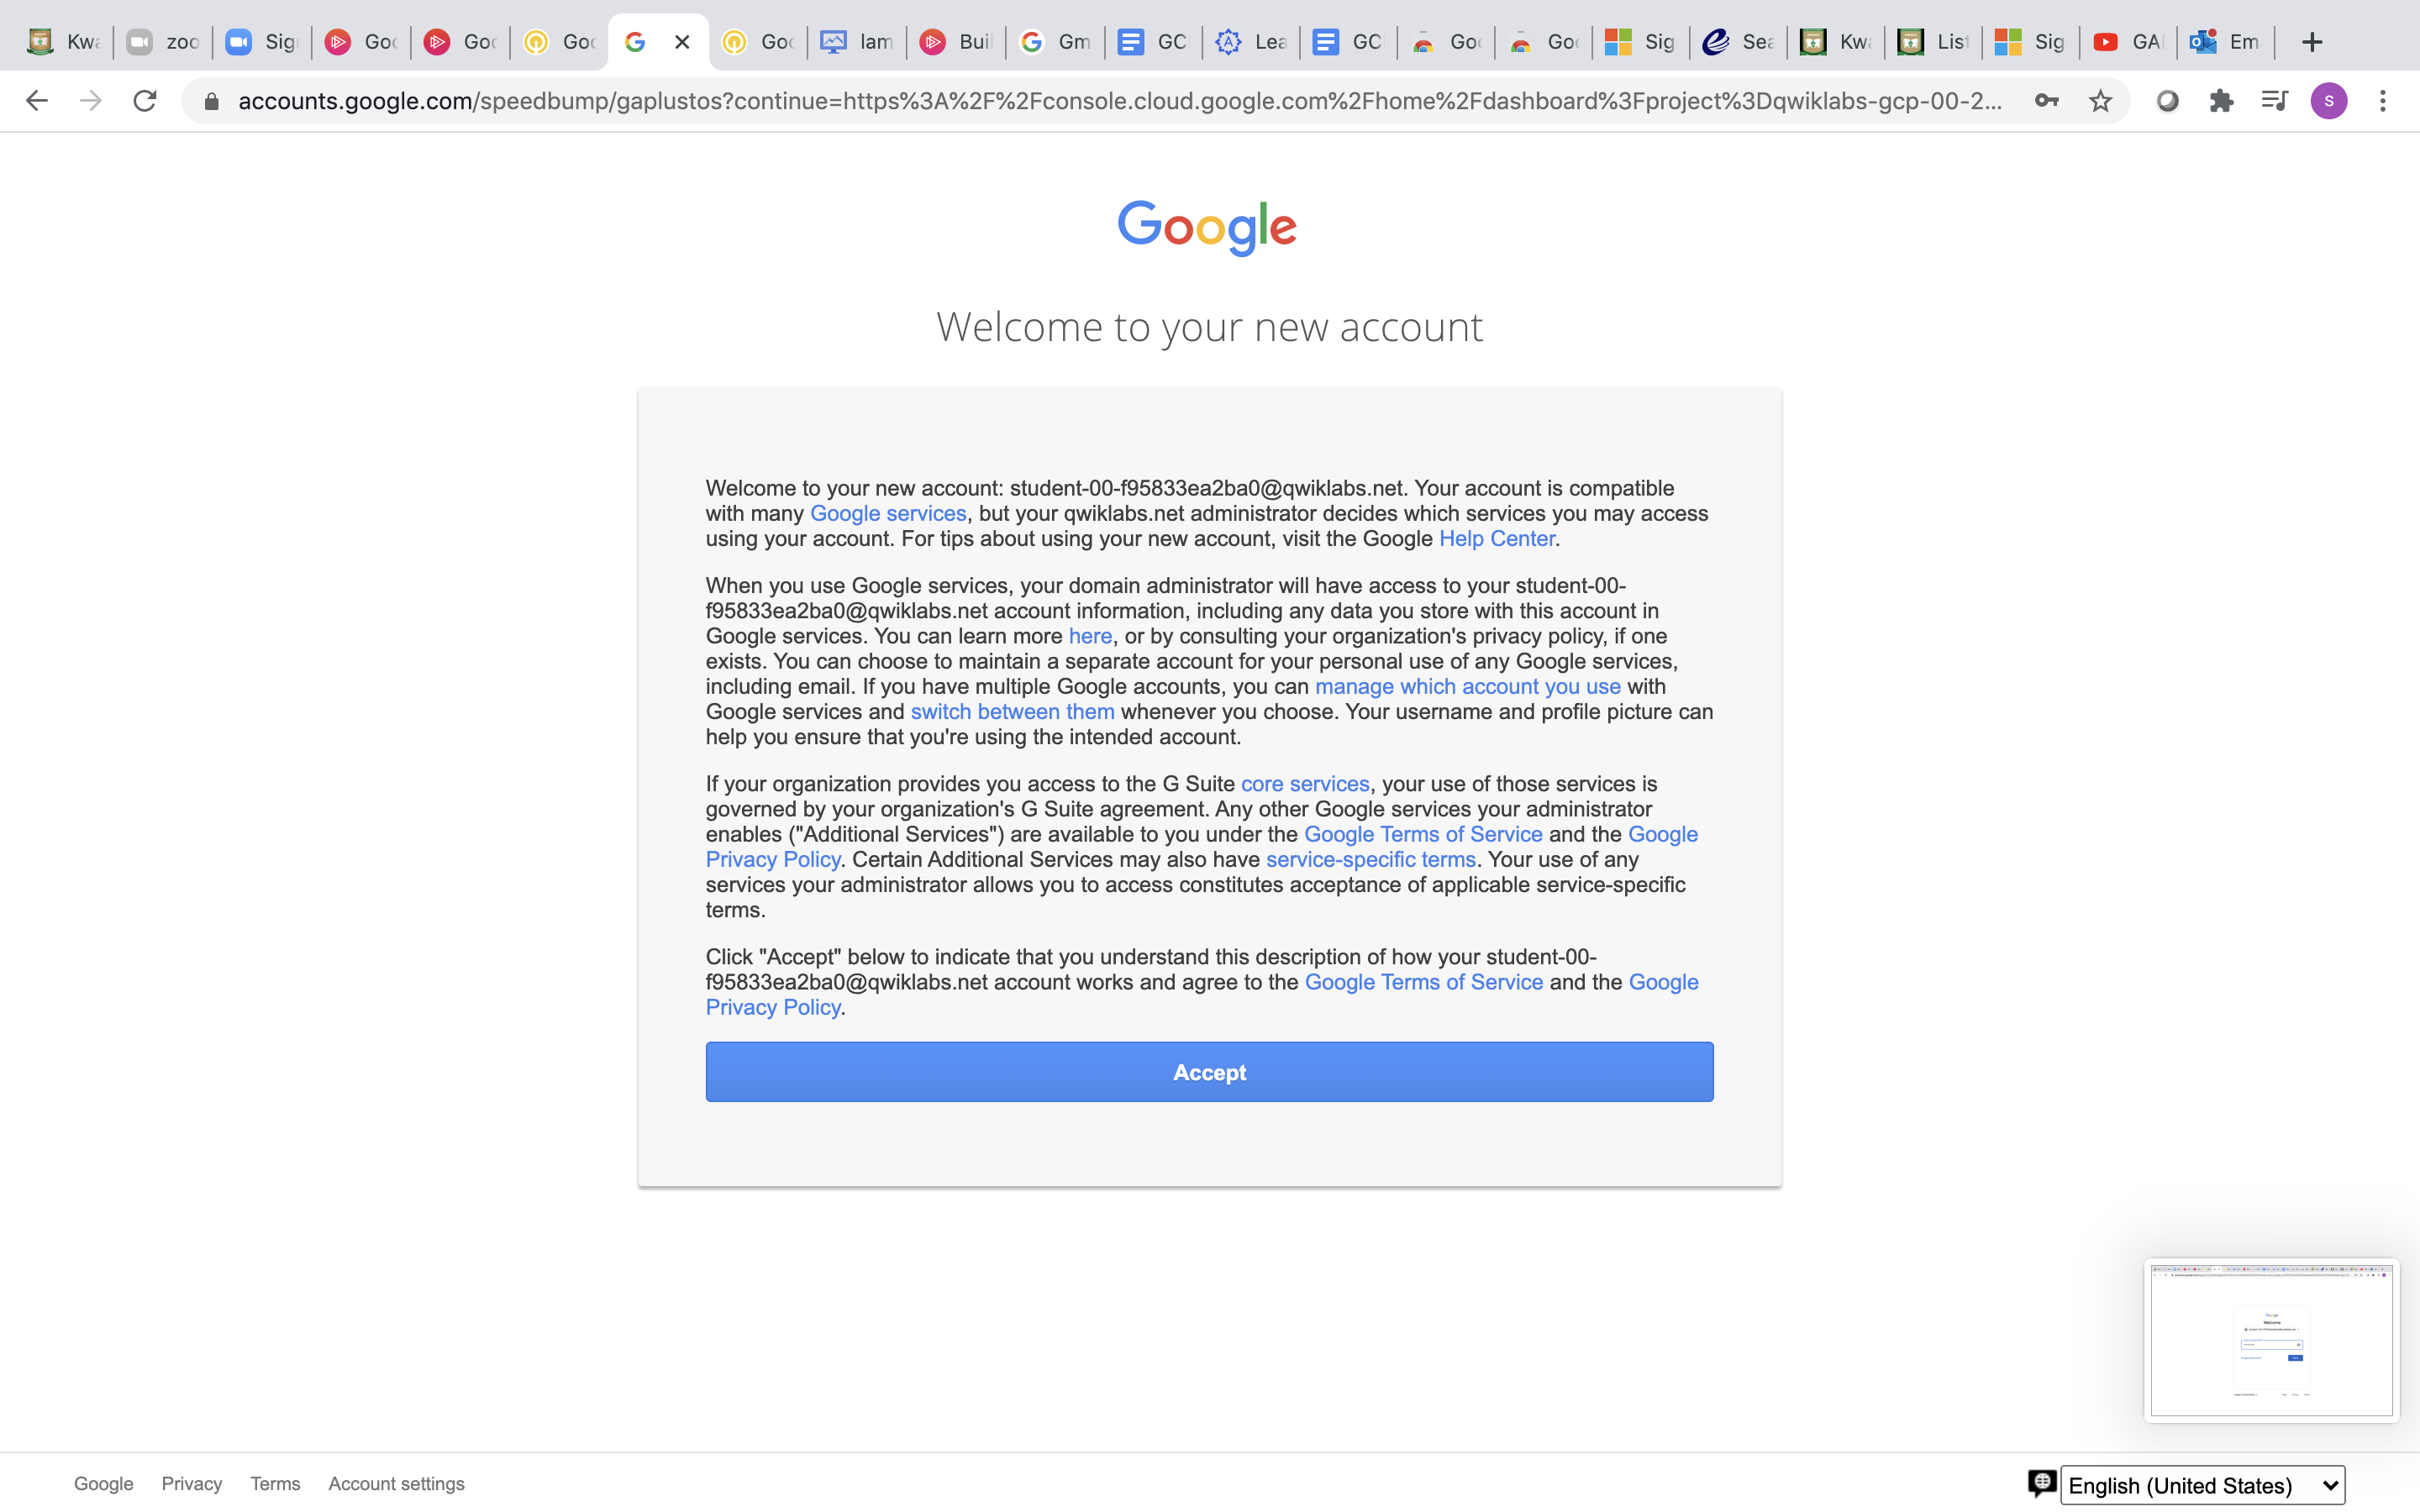 Kwa zoo Sig Goo Goo Goo Goo Iam Buil Gm GC Lea GC Goo Goo Sig Sea Kwa List Sig GA Em
accounts.google.com/speedbump/gaplustos?continue=https%3A%2F%2Fconsole.cloud.google.com%2Fhome%2Fdashboard%3Fproject%3Dqwiklabs-gcp-00-2... S
Google
Welcome to your new account
Welcome to your new account: student-00-f95833ea2ba0@qwiklabs.net. Your account is compatible
with many Google services, but your qwiklabs.net administrator decides which services you may access
using your account. For tips about using your new account, visit the Google Help Center.
When you use Google services, your domain administrator will have access to your student-00-
f95833ea2ba0@qwiklabs.net account information, including any data you store with this account in
Google services. You can learn more here, or by consulting your organization's privacy policy, if one
exists. You can choose to maintain a separate account for your personal use of any Google services,
including email. If you have multiple Google accounts, you can manage which account you use with
Google services and switch between them whenever you choose. Your username and profile picture can
help you ensure that you're using the intended account.
If your organization provides you access to the G Suite core services, your use of those services is
governed by your organization's G Suite agreement. Any other Google services your administrator
enables ("Additional Services") are available to you under the Google Terms of Service and the Google
Privacy Policy. Certain Additional Services may also have service-specific terms. Your use of any
services your administrator allows you to access constitutes acceptance of applicable service-specific
terms.
Click "Accept" below to indicate that you understand this description of how your student-00-
f95833ea2ba0@qwiklabs.net account works and agree to the Google Terms of Service and the Google
Privacy Policy.
Accept
Google
Welcome
Google Privacy Terms Account settings English (United States)